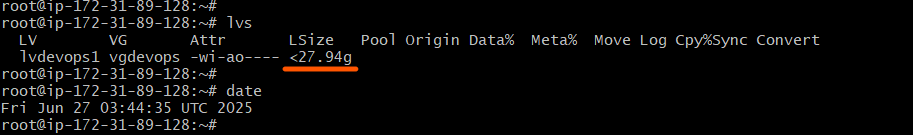 root@ip-172-31-89-128:~#
root@ip-172-31-89-128:~# lvs
  LV        VG       Attr       LSize   Pool Origin Data%  Meta%  Move Log Cpy%Sync Convert
  lvdevops1 vgdevops -wi-ao---- <27.94g
root@ip-172-31-89-128:~#
root@ip-172-31-89-128:~# date
Fri Jun 27 03:44:35 UTC 2025
root@ip-172-31-89-128:~#